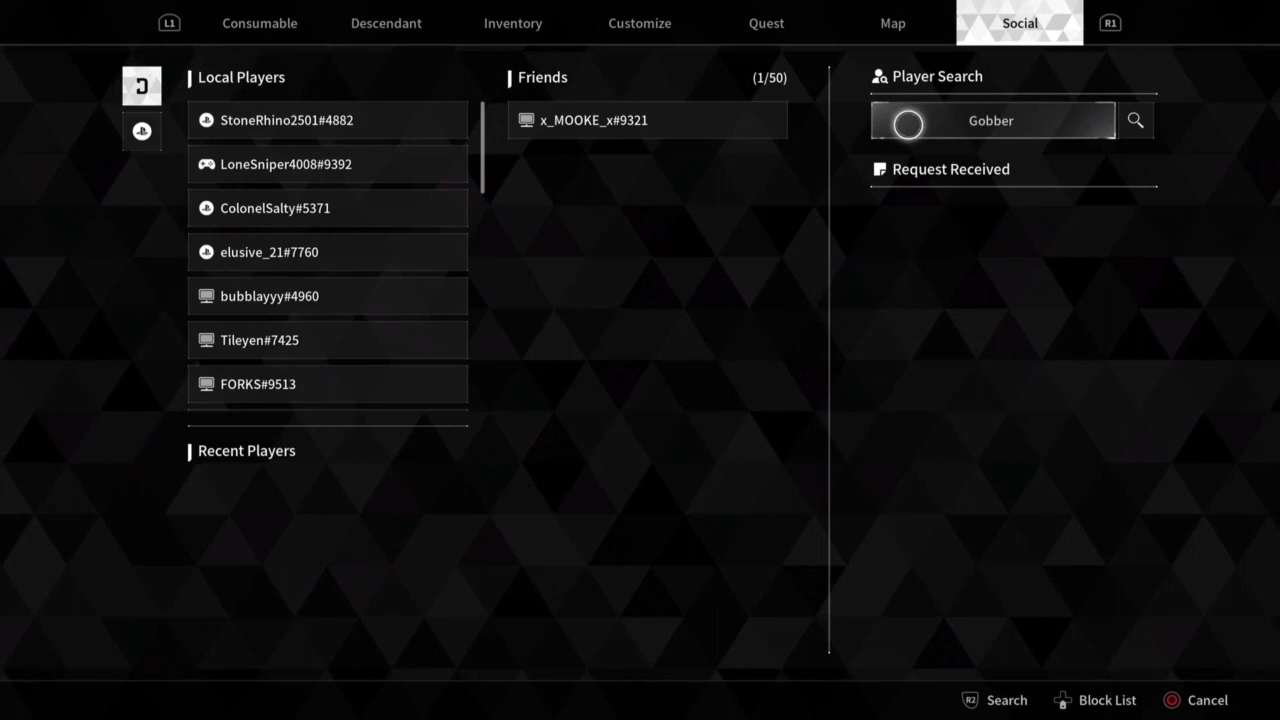 L1 Consumable Descendant Inventory Customize Quest Map Social R1
Local Players
StoneRhino2501#4882
LoneSniper4008#9392
ColonelSalty#5371
elusive_21#7760
bubblayyy#4960
Tileyen#7425
FORKS#9513
Recent Players
Friends (1/50)
x_MOOKE_x#9321
Player Search
Gobber
Request Received
R2 Search Block List Cancel